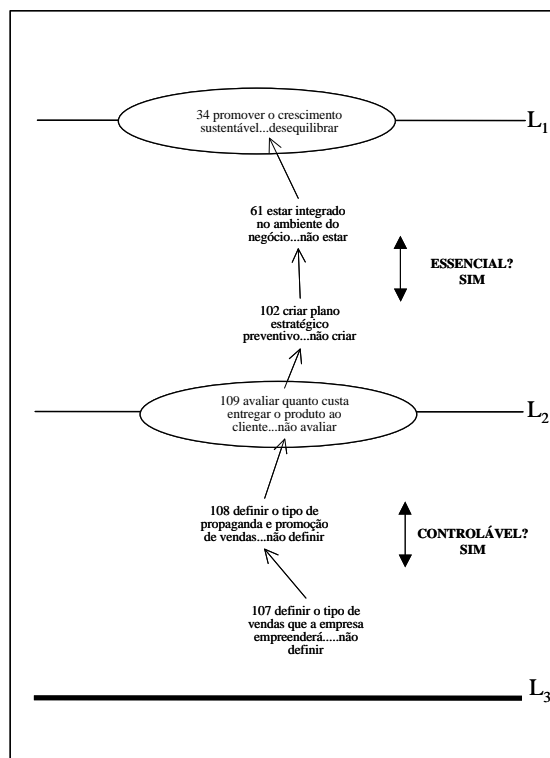 34 promover o crescimento
sustentável...desequilibrar
L1
61 estar integrado
no ambiente do
negócio...não estar
ESSENCIAL?
SIM
102 criar plano
estratégico
preventivo...não criar
109 avaliar quanto custa
entregar o produto ao
cliente...não avaliar
L2
108 definir o tipo de
propaganda e promoção
de vendas...não definir
CONTROLÁVEL?
SIM
107 definir o tipo de
vendas que a empresa
empreenderá.....não
definir
L3